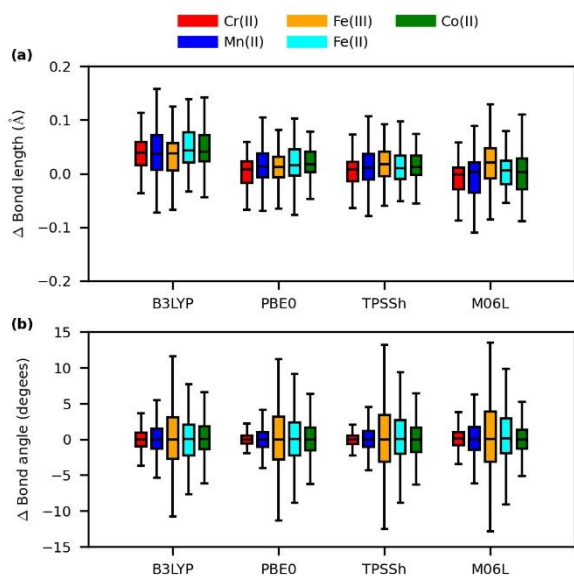 Cr(II) Fe(III) Co(II)
Mn(II) Fe(II)
(a)
Δ Bond length (Å)
0.2
0.1
0.0
−0.1
−0.2
B3LYP PBE0 TPSSh M06L
(b)
Δ Bond angle (degees)
15
10
5
0
−5
−10
−15
B3LYP PBE0 TPSSh M06L